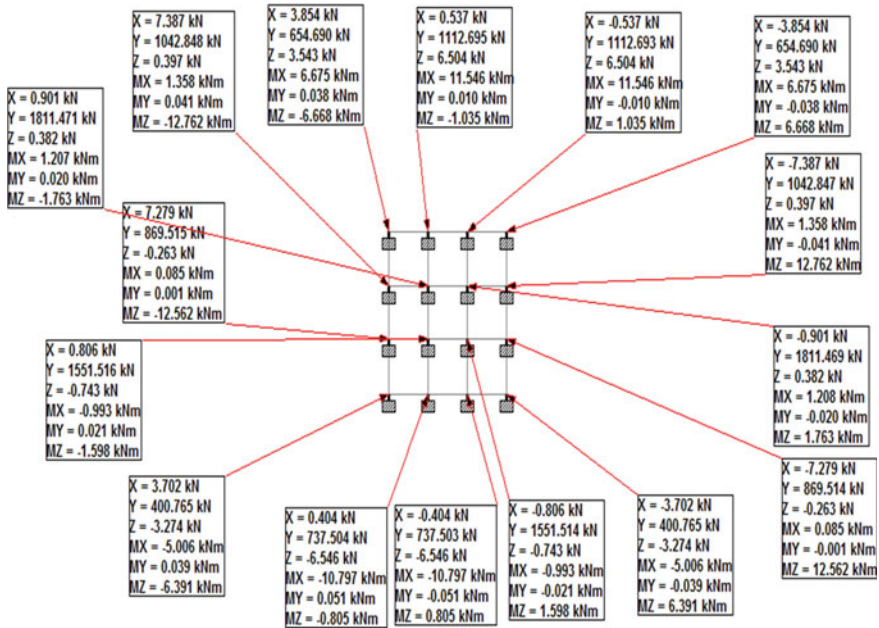 X = 7.387 kN
Y = 1042.848 kN
Z = 0.397 kN
MX = 1.358 kNm
MY = 0.041 kNm
MZ = -12.762 kNm
X = 3.854 kN
Y = 654.690 kN
Z = 3.543 kN
MX = 6.675 kNm
MY = 0.038 kNm
MZ = -6.668 kNm
X = 0.537 kN
Y = 1112.695 kN
Z = 6.504 kN
MX = 11.546 kNm
MY = 0.010 kNm
MZ = -1.035 kNm
X = -0.537 kN
Y = 1112.693 kN
Z = 6.504 kN
MX = 11.546 kNm
MY = -0.010 kNm
MZ = 1.035 kNm
X = -3.854 kN
Y = 654.690 kN
Z = 3.543 kN
MX = 6.675 kNm
MY = -0.038 kNm
MZ = 6.668 kNm
X = 0.901 kN
Y = 1811.471 kN
Z = 0.382 kN
MX = 1.207 kNm
MY = 0.020 kNm
MZ = -1.763 kNm
X = -7.387 kN
Y = 1042.847 kN
Z = 0.397 kN
MX = 1.358 kNm
MY = -0.041 kNm
MZ = 12.762 kNm
X = 7.279 kN
Y = 869.515 kN
Z = -0.263 kN
MX = 0.085 kNm
MY = 0.001 kNm
MZ = -12.562 kNm
X = 0.806 kN
Y = 1551.516 kN
Z = -0.743 kN
MX = -0.993 kNm
MY = 0.021 kNm
MZ = -1.598 kNm
X = -0.901 kN
Y = 1811.469 kN
Z = 0.382 kN
MX = 1.208 kNm
MY = -0.020 kNm
MZ = 1.763 kNm
X = 3.702 kN
Y = 400.765 kN
Z = -3.274 kN
MX = -5.006 kNm
MY = 0.039 kNm
MZ = -6.391 kNm
X = 0.404 kN
Y = 737.504 kN
Z = -6.546 kN
MX = -10.797 kNm
MY = 0.051 kNm
MZ = -0.805 kNm
X = -0.404 kN
Y = 737.503 kN
Z = -6.546 kN
MX = -10.797 kNm
MY = -0.051 kNm
MZ = 0.805 kNm
X = -0.806 kN
Y = 1551.514 kN
Z = -0.743 kN
MX = -0.993 kNm
MY = -0.021 kNm
MZ = 1.598 kNm
X = -3.702 kN
Y = 400.765 kN
Z = -3.274 kN
MX = -5.006 kNm
MY = -0.039 kNm
MZ = 6.391 kNm
X = -7.279 kN
Y = 869.514 kN
Z = -0.263 kN
MX = 0.085 kNm
MY = -0.001 kNm
MZ = 12.562 kNm